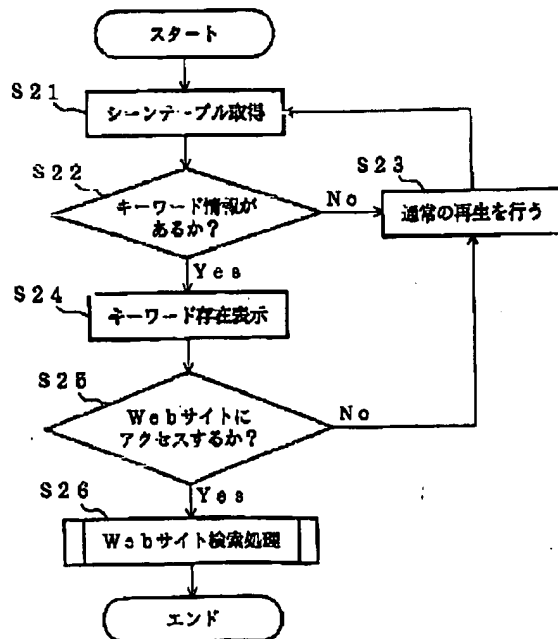 スタート
S21
シーンテーブル取得
S22
キーワード情報が
あるか?
No
S23
通常の再生を行う
Yes
S24
キーワード存在表示
S25
Webサイトに
アクセスするか?
No
Yes
S26
Webサイト検索処理
エンド